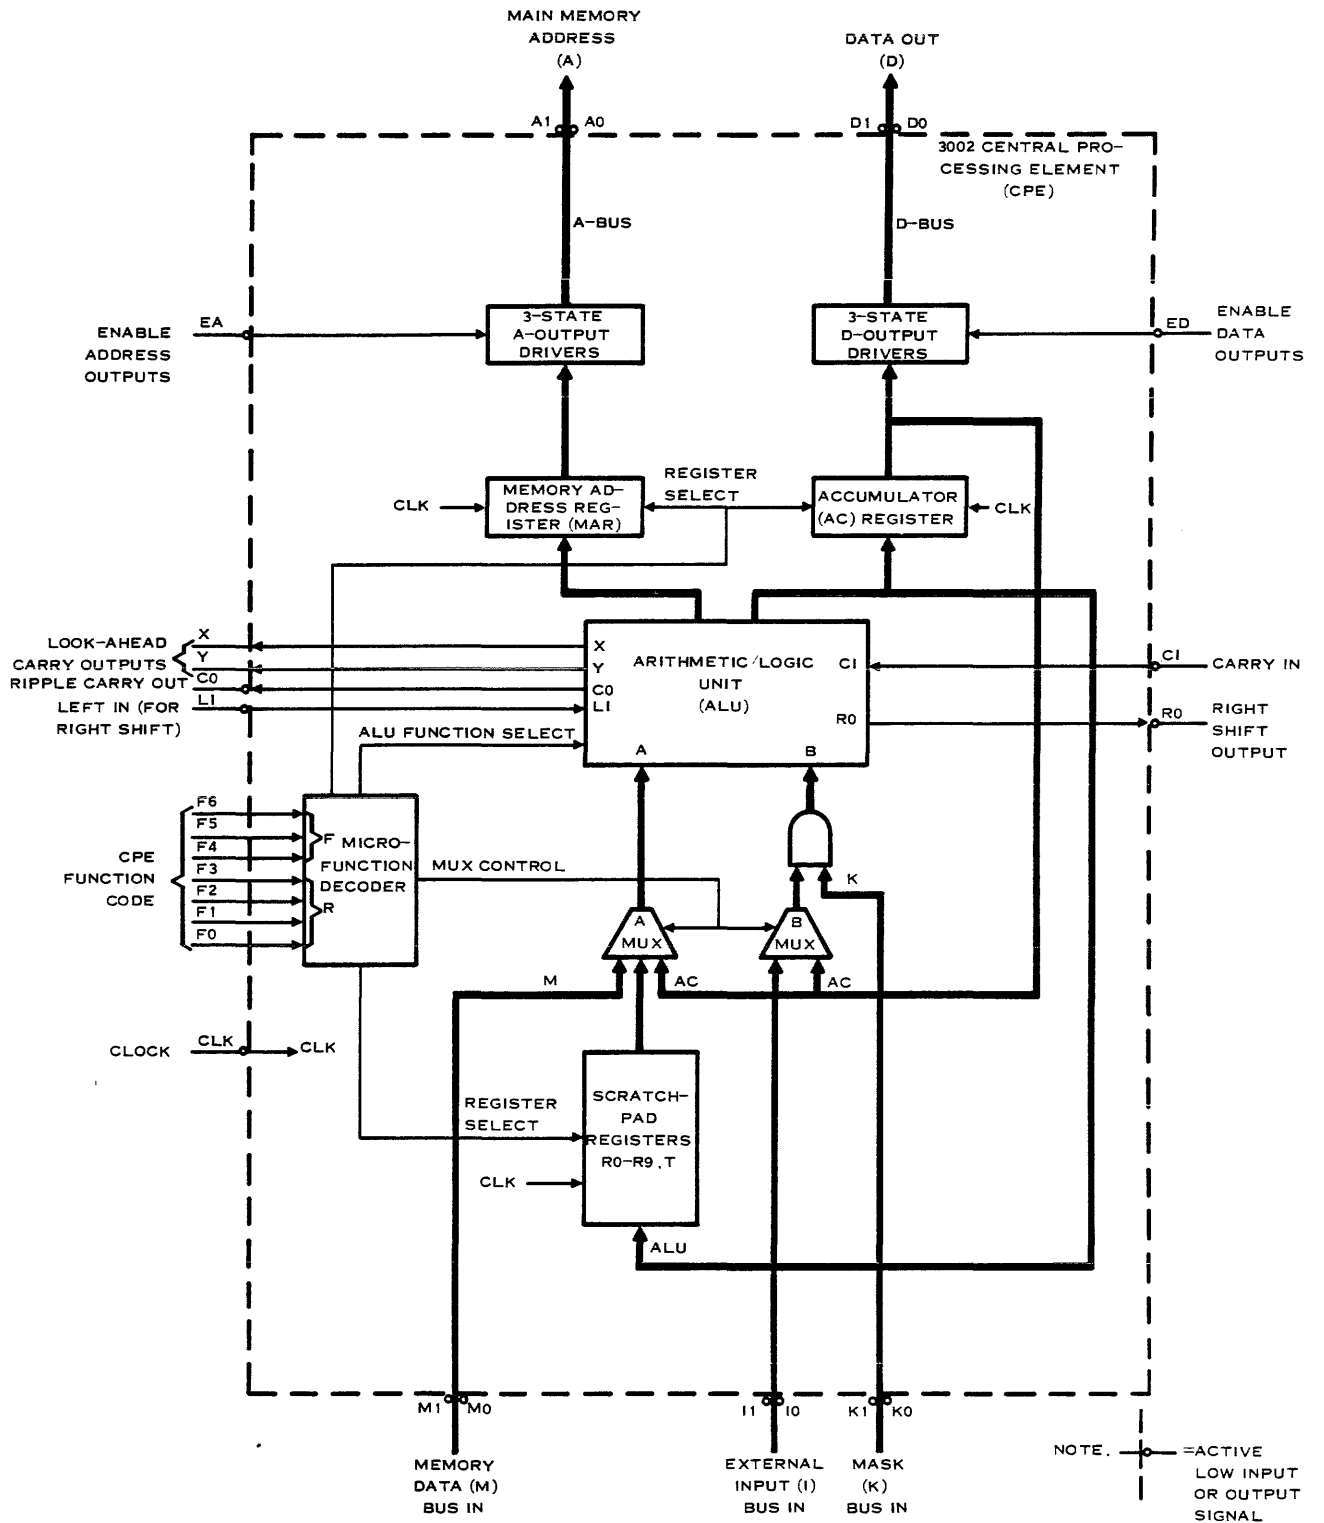 MAIN MEMORY
ADDRESS
(A)
DATA OUT
(D)
A1 A0
D1 D0
3002 CENTRAL PRO-
CESSING ELEMENT
(CPE)
A-BUS
D-BUS
EA
ENABLE
ADDRESS
OUTPUTS
3-STATE
A-OUTPUT
DRIVERS
3-STATE
D-OUTPUT
DRIVERS
ED
ENABLE
DATA
OUTPUTS
CLK
MEMORY AD-
DRESS REG-
ISTER (MAR)
REGISTER
SELECT
ACCUMULATOR
(AC) REGISTER
CLK
LOOK-AHEAD
CARRY OUTPUTS
X
Y
RIPPLE CARRY OUT
CO
LEFT IN (FOR
RIGHT SHIFT)
LI
X
Y
CO
LI
ARITHMETIC/LOGIC
UNIT
(ALU)
CI
RO
A
B
CI
CARRY IN
RO
RIGHT
SHIFT
OUTPUT
ALU FUNCTION SELECT
CPE
FUNCTION
CODE
F6
F5
F4
F3
F2
F1
F0
F
R
MICRO-
FUNCTION
DECODER
MUX CONTROL
K
A
MUX
B
MUX
M
AC
AC
CLOCK
CLK
CLK
REGISTER
SELECT
CLK
SCRATCH-
PAD
REGISTERS
R0-R9, T
ALU
M1 M0
I1 I0
K1 K0
MEMORY
DATA (M)
BUS IN
EXTERNAL
INPUT (I)
BUS IN
MASK
(K)
BUS IN
NOTE.
=ACTIVE
LOW INPUT
OR OUTPUT
SIGNAL